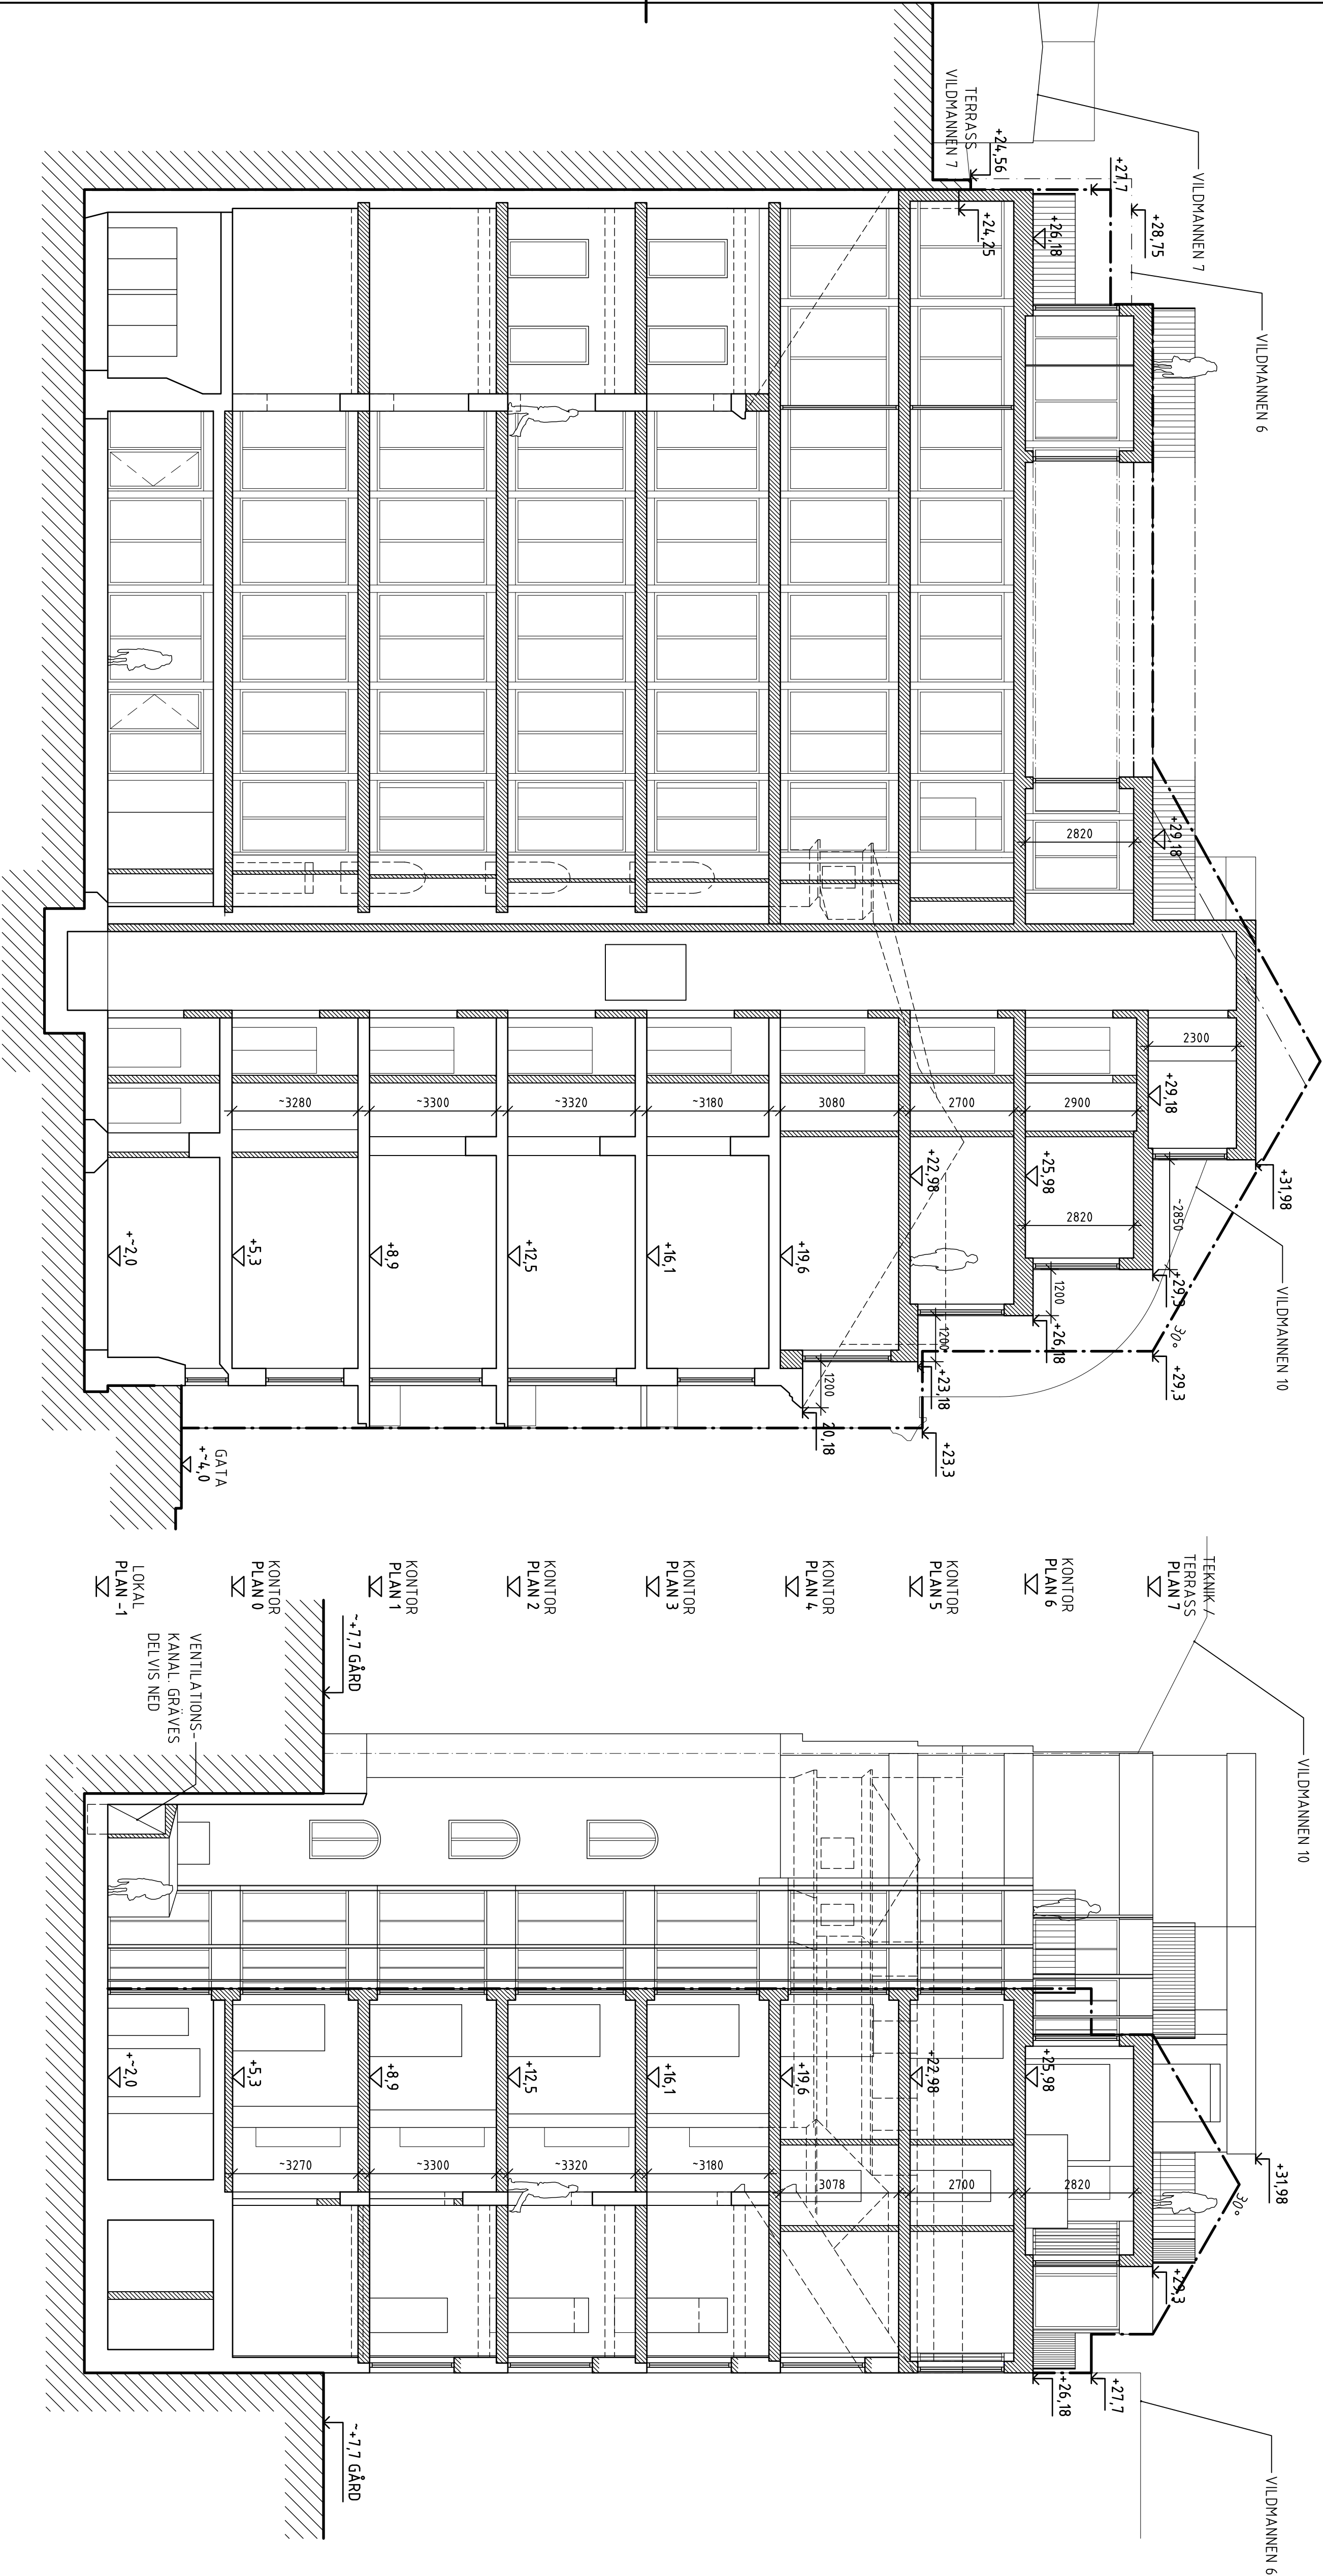 VILDMANNEN 7
VILDMANNEN 6
VILDMANNEN 10
+31,98
+28,75
+27,7
+29,18
2300
~2850
+29,3
30°
+29,3
+29,18
+26,18
2820
2900
2820
1200
+26,18
+25,98
+24,56
+24,25
TERRASS
VILDMANNEN 7
2700
+22,98
1200
+23,18
+23,3
3080
+19,6
1200
+20,18
~3180
+16,1
~3320
+12,5
~3300
+8,9
~3280
+5,3
+~2,0
GATA
+~4,0
TEKNIK /
TERRASS
PLAN 7
KONTOR
PLAN 6
KONTOR
PLAN 5
KONTOR
PLAN 4
KONTOR
PLAN 3
KONTOR
PLAN 2
KONTOR
PLAN 1
KONTOR
PLAN 0
LOKAL
PLAN -1
VILDMANNEN 10
VILDMANNEN 6
+31,98
30°
+29,3
+27,7
+26,18
2820
+25,98
2700
+22,98
3078
+19,6
~3180
+16,1
~3320
+12,5
~3300
+8,9
~3270
+5,3
+~2,0
~+7,7 GÅRD
~+7,7 GÅRD
VENTILATIONS-
KANAL. GRÄVES
DELVIS NED